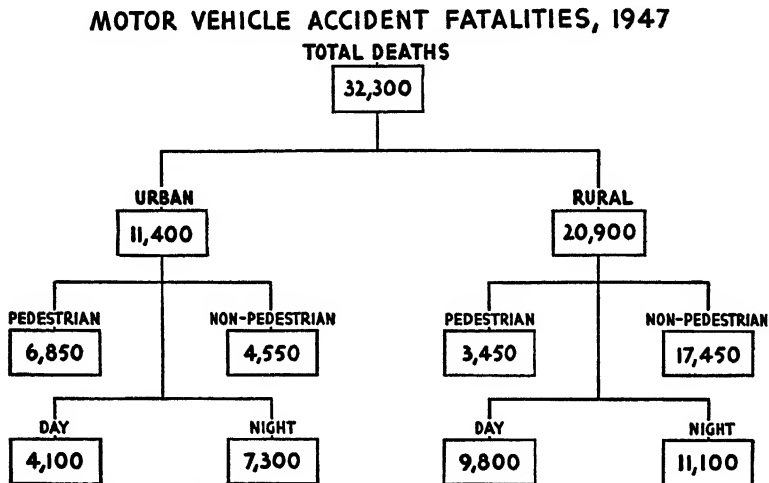 MOTOR VEHICLE ACCIDENT FATALITIES, 1947
TOTAL DEATHS
32,300
URBAN RURAL
11,400 20,900
PEDESTRIAN NON-PEDESTRIAN PEDESTRIAN NON-PEDESTRIAN
6,850 4,550 3,450 17,450
DAY NIGHT DAY NIGHT
4,100 7,300 9,800 11,100